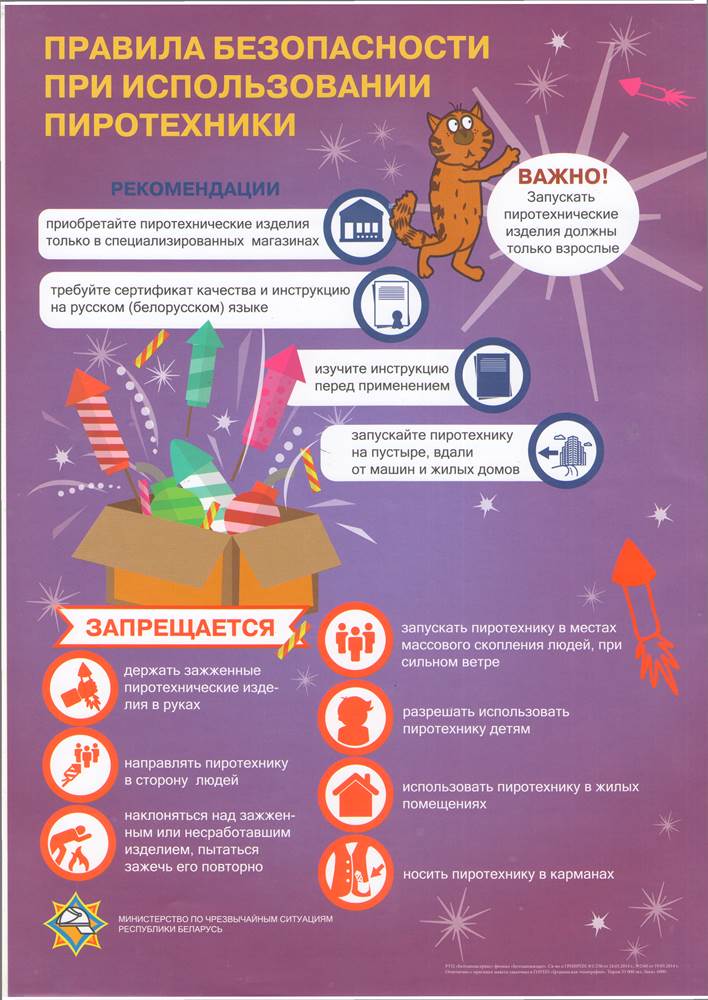 ПРАВИЛА БЕЗОПАСНОСТИ
ПРИ ИСПОЛЬЗОВАНИИ
ПИРОТЕХНИКИ
РЕКОМЕНДАЦИИ
ВАЖНО!
Запускать
пиротехнические
изделия должны
только взрослые
приобретайте пиротехнические изделия
только в специализированных магазинах
требуйте сертификат качества и инструкцию
на русском (белорусском) языке
изучите инструкцию
перед применением
запускайте пиротехнику
на пустыре, вдали
от машин и жилых домов
ЗАПРЕЩАЕТСЯ
держать зажженные
пиротехнические изде-
лия в руках
направлять пиротехнику
в сторону людей
наклоняться над зажжен-
ным или несработавшим
изделием, пытаться
зажечь его повторно
запускать пиротехнику в местах
массового скопления людей, при
сильном ветре
разрешать использовать
пиротехнику детям
использовать пиротехнику в жилых
помещениях
носить пиротехнику в карманах
МИНИСТЕРСТВО ПО ЧРЕЗВЫЧАЙНЫМ СИТУАЦИЯМ
РЕСПУБЛИКИ БЕЛАРУСЬ